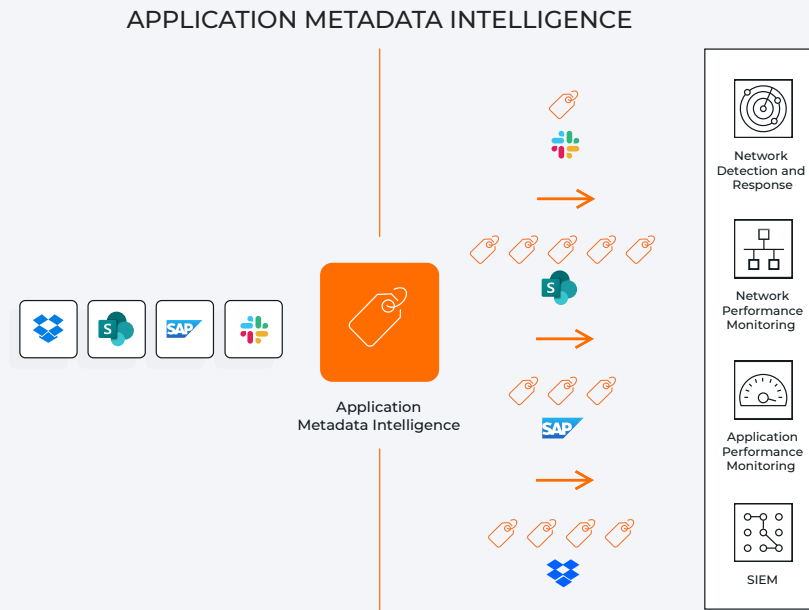 APPLICATION METADATA INTELLIGENCE
S
SAP
Application
Metadata Intelligence
S
SAP
Network
Detection and
Response
Network
Performance
Monitoring
Application
Performance
Monitoring
SIEM